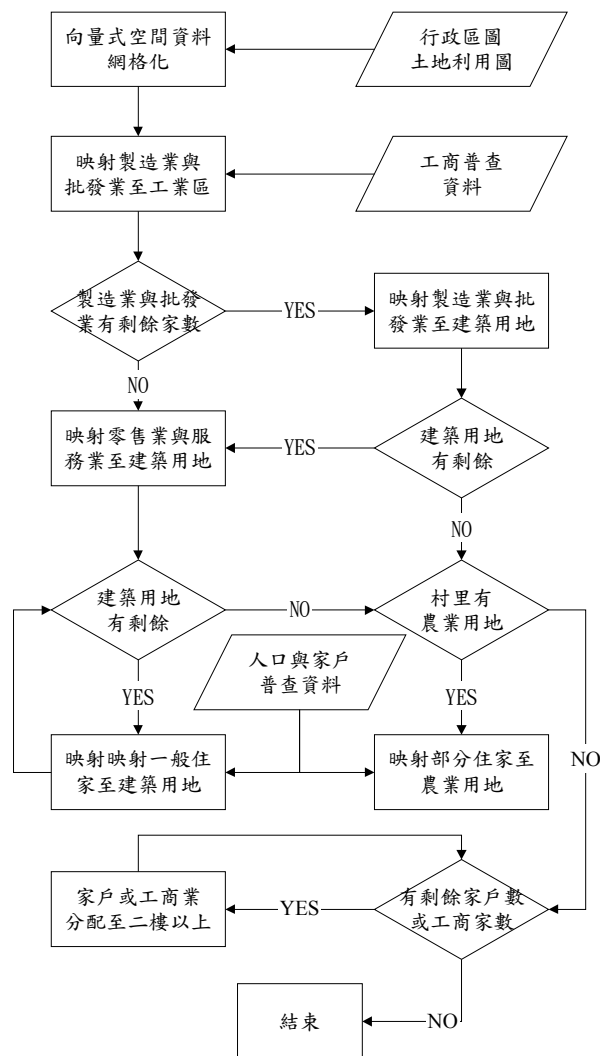 向量式空間資料
網格化
行政區圖
土地利用圖
映射製造業與
批發業至工業區
工商普查
資料
製造業與批發
業有剩餘家數
YES
映射製造業與批
發業至建築用地
NO
映射零售業與服
務業至建築用地
YES
建築用地
有剩餘
NO
建築用地
有剩餘
NO
村里有
農業用地
人口與家戶
普查資料
YES
YES
映射映射一般住
家至建築用地
映射部分住家至
農業用地
NO
家戶或工商業
分配至二樓以上
YES
有剩餘家戶數
或工商家數
結束
NO